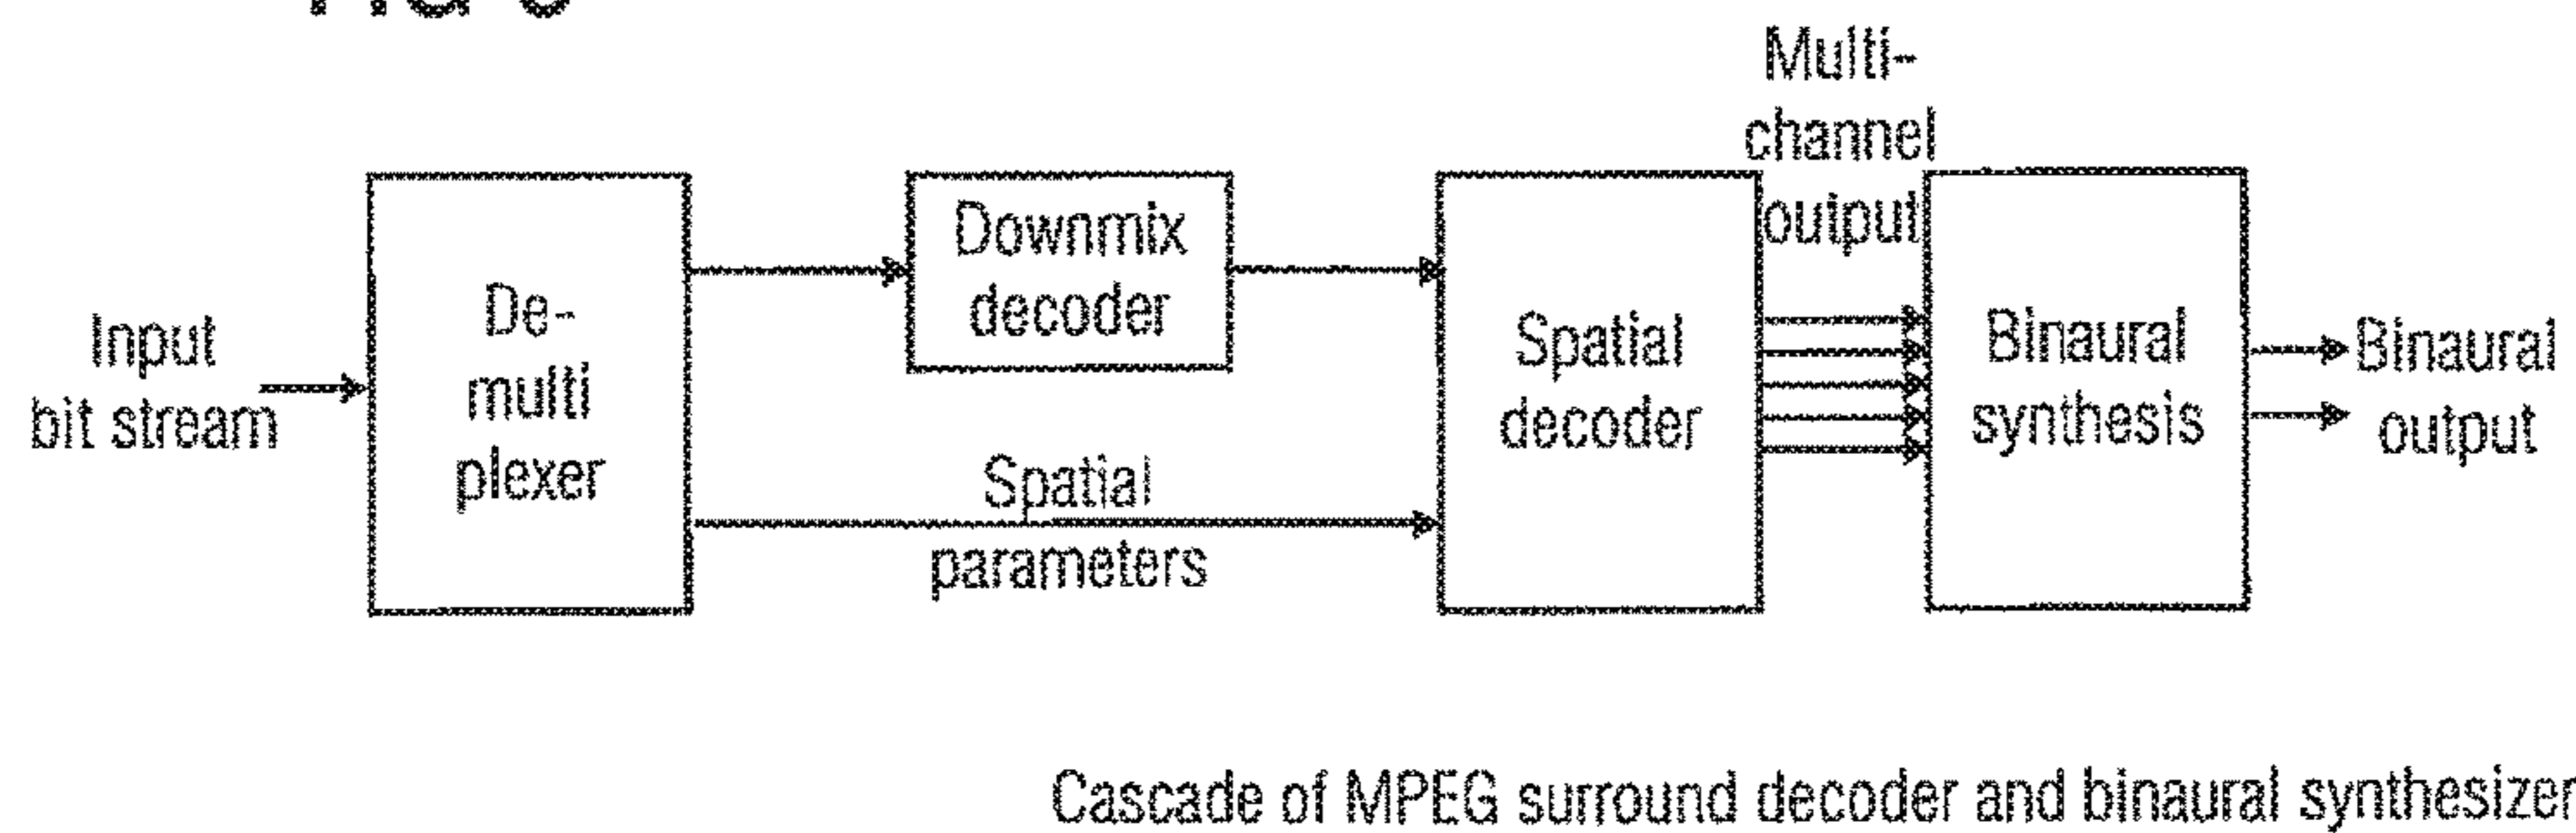 Input
bit stream
De-
multi
plexer
Downmix
decoder
Spatial
parameters
Spatial
decoder
Multi-
channel
output
Binaural
synthesis
Binaural
output
Cascade of MPEG surround decoder and binaural synthesizer